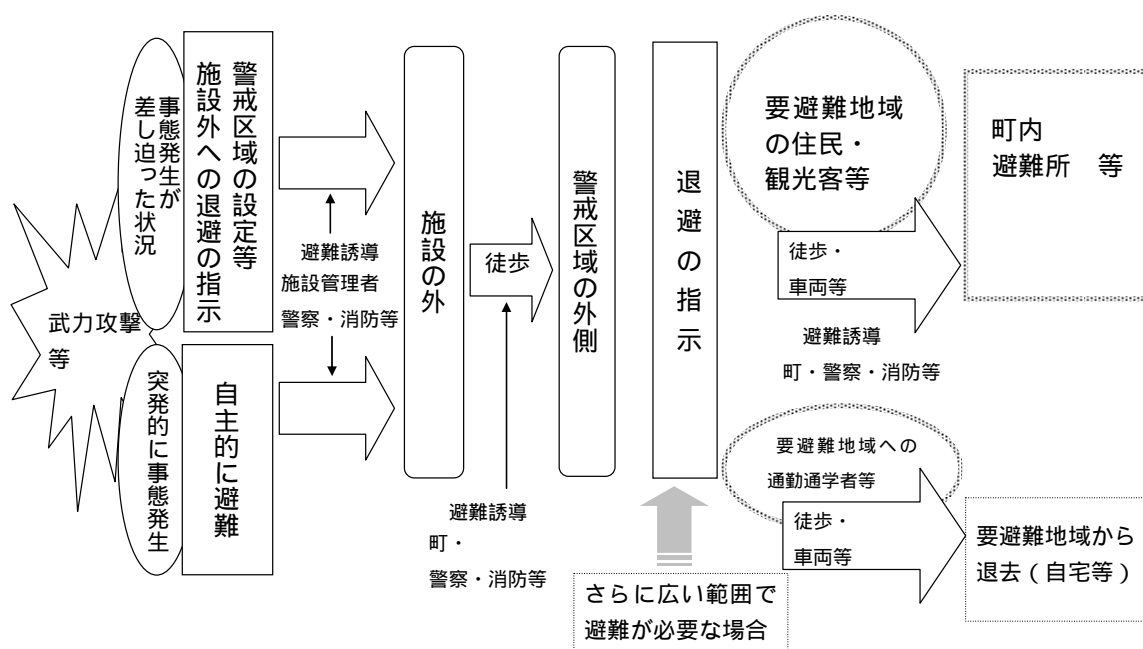 武力攻撃
等
事態発生が
差し迫った状況
警戒区域の設定等
施設外への退避の指示
突発的に事態発生
自主的に避難
避難誘導
施設管理者
警察・消防等
施設の外
徒歩
避難誘導
町・
警察・消防等
警戒区域の外側
退避の指示
さらに広い範囲で
避難が必要な場合
要避難地域
の住民・
観光客等
徒歩・
車両等
避難誘導
町・警察・消防等
町内
避難所　等
要避難地域への
通勤通学者等
徒歩・
車両等
要避難地域から
退去（自宅等）